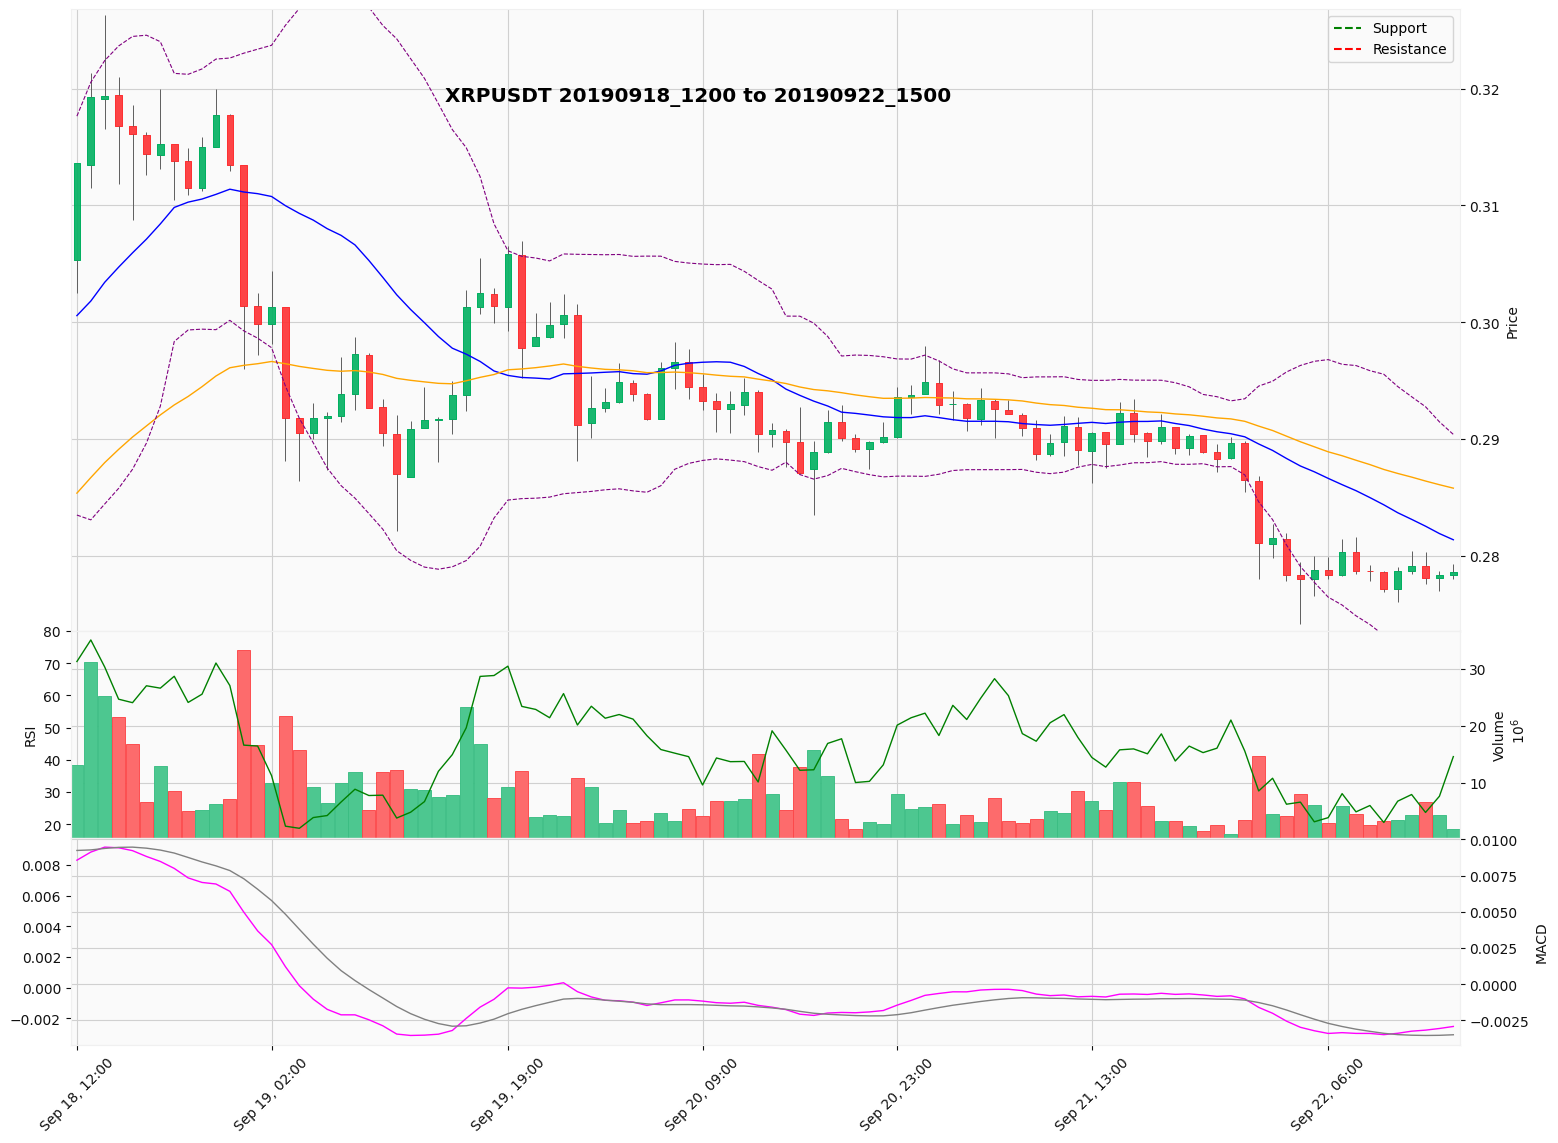 XRPUSDT 20190918_1200 to 20190922_1500
Support
Resistance
0.32
0.31
0.30
0.29
0.28
Price
80
70
60
50
40
30
20
RSI
30
20
10
Volume
10^6
0.008
0.006
0.004
0.002
0.000
−0.002
0.0100
0.0075
0.0050
0.0025
0.0000
−0.0025
MACD
Sep 18, 12:00
Sep 19, 02:00
Sep 19, 19:00
Sep 20, 09:00
Sep 20, 23:00
Sep 21, 13:00
Sep 22, 06:00